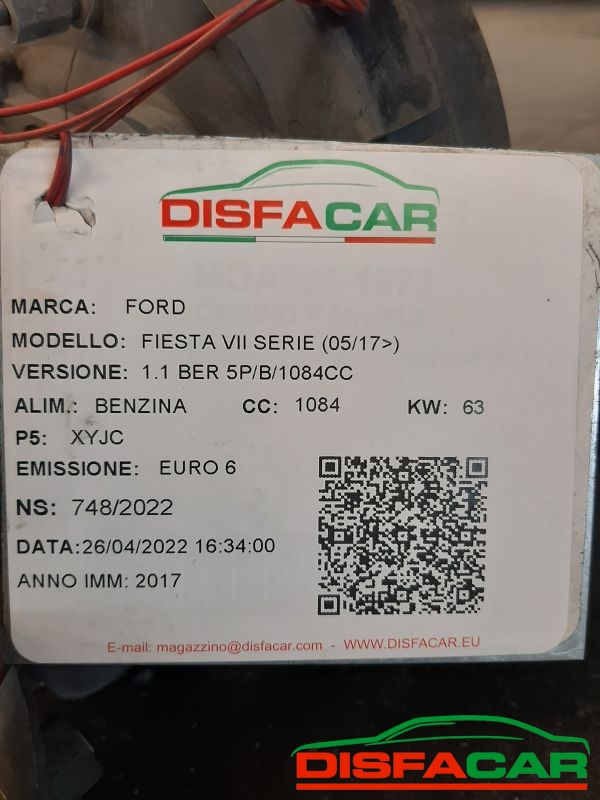 DISFACAR
MARCA: FORD
MODELLO: FIESTA VII SERIE (05/17>)
VERSIONE: 1.1 BER 5P/B/1084CC
ALIM.: BENZINA CC: 1084 KW: 63
P5: XYJC
EMISSIONE: EURO 6
NS: 748/2022
DATA:26/04/2022 16:34:00
ANNO IMM: 2017
E-mail: magazzino@disfacar.com - WWW.DISFACAR.EU
DISFACAR